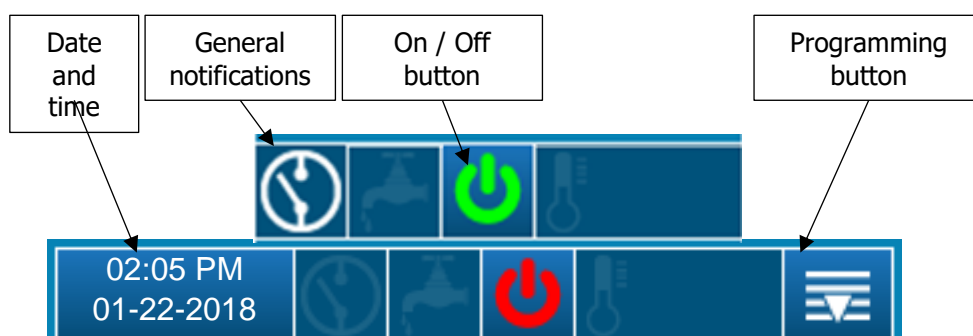 Date
and
time
General
notifications
On / Off
button
Programming
button
02:05 PM
01-22-2018